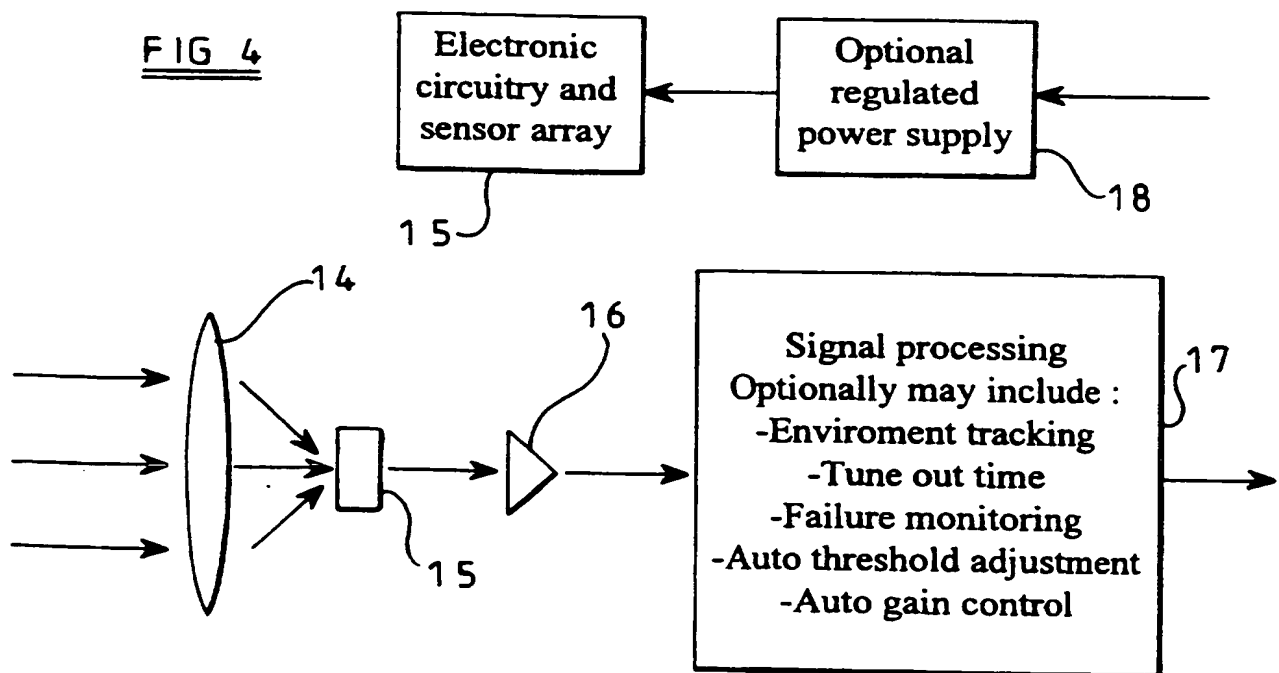 FIG 4
Electronic
circuitry and
sensor array
Optional
regulated
power supply
15
18
14
16
15
Signal processing
Optionally may include :
-Enviroment tracking
-Tune out time
-Failure monitoring
-Auto threshold adjustment
-Auto gain control
17